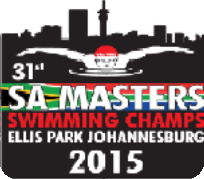 31st
SA MASTERS
SWIMMING CHAMPS
ELLIS PARK JOHANNESBURG
2015